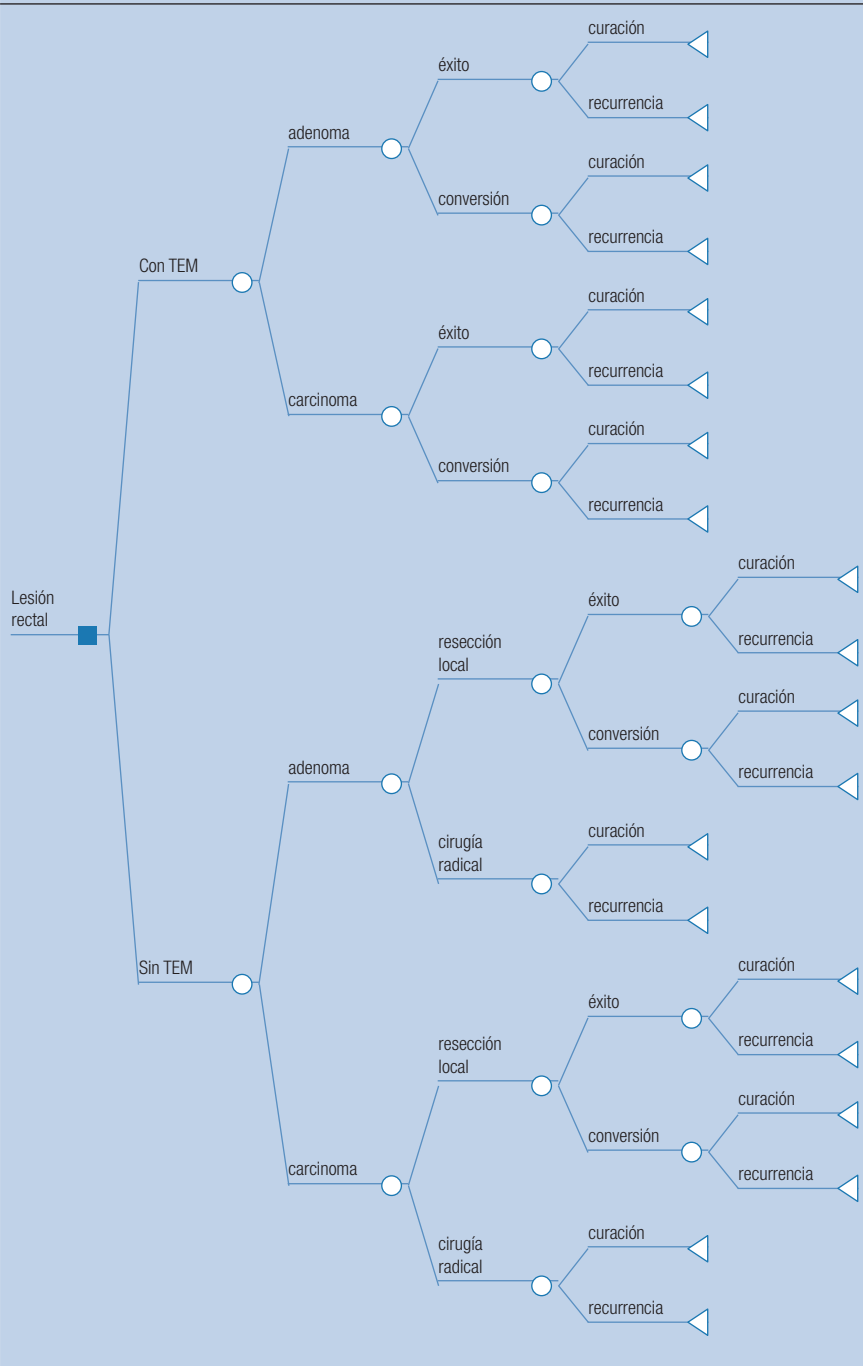 curación
éxito
recurrencia
adenoma
curación
conversión
recurrencia
Con TEM
curación
éxito
recurrencia
carcinoma
curación
conversión
recurrencia
Lesión
rectal
curación
éxito
recurrencia
resección
local
curación
conversión
recurrencia
adenoma
curación
cirugía
radical
recurrencia
Sin TEM
curación
éxito
recurrencia
resección
local
curación
conversión
recurrencia
carcinoma
curación
cirugía
radical
recurrencia